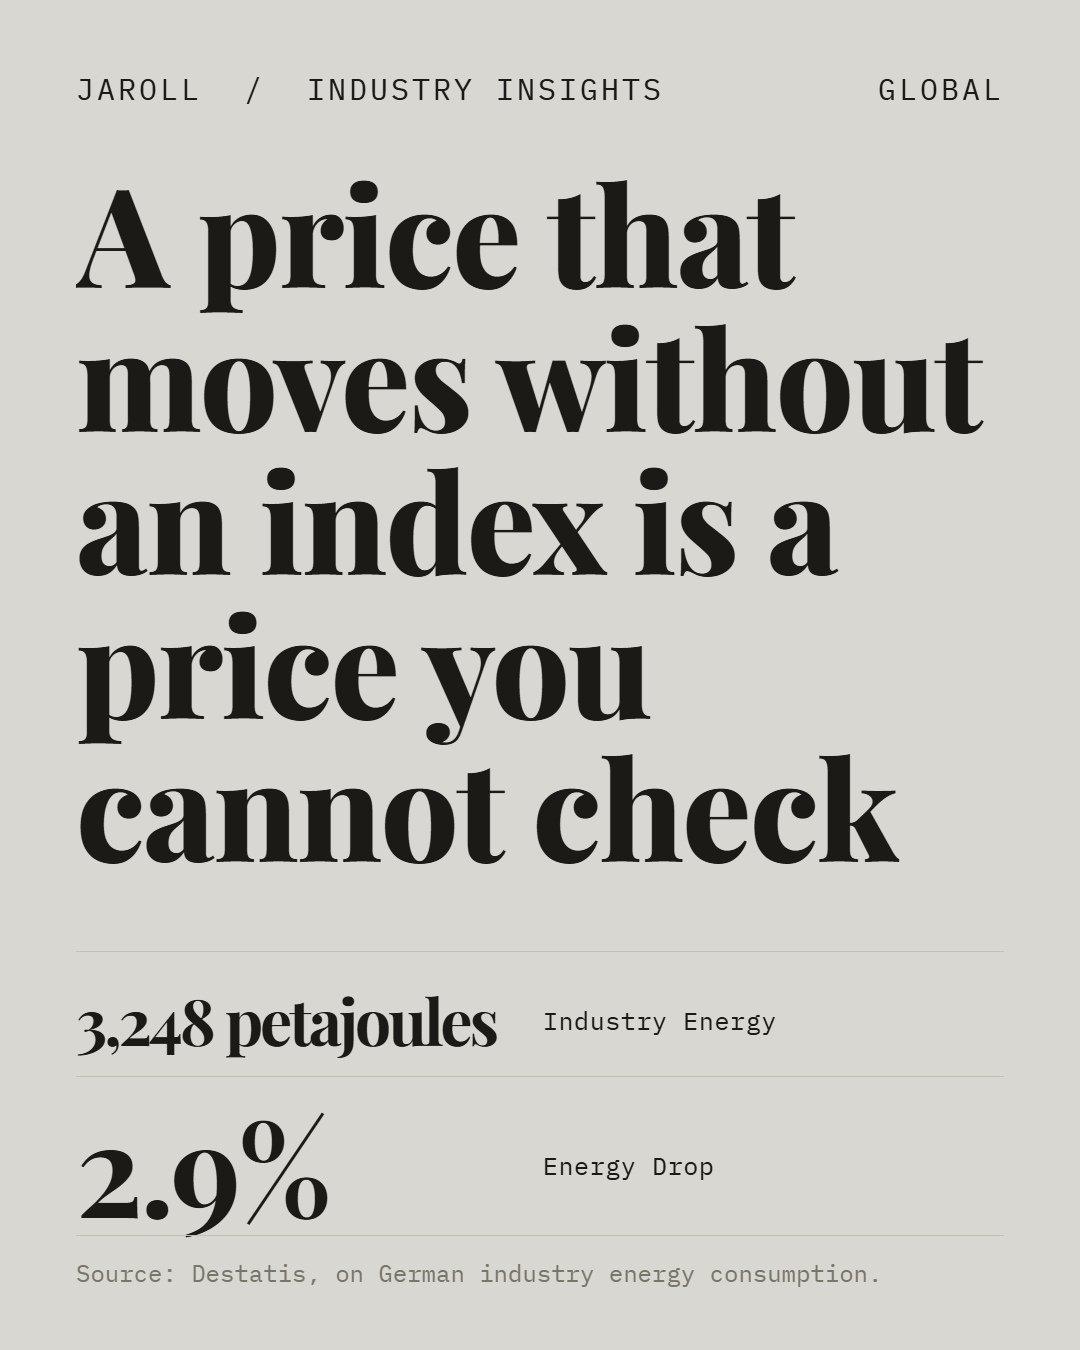 JAROLL / INDUSTRY INSIGHTS GLOBAL
A price that
moves without
an index is a
price you
cannot check
3,248 petajoules Industry Energy
2.9% Energy Drop
Source: Destatis, on German industry energy consumption.